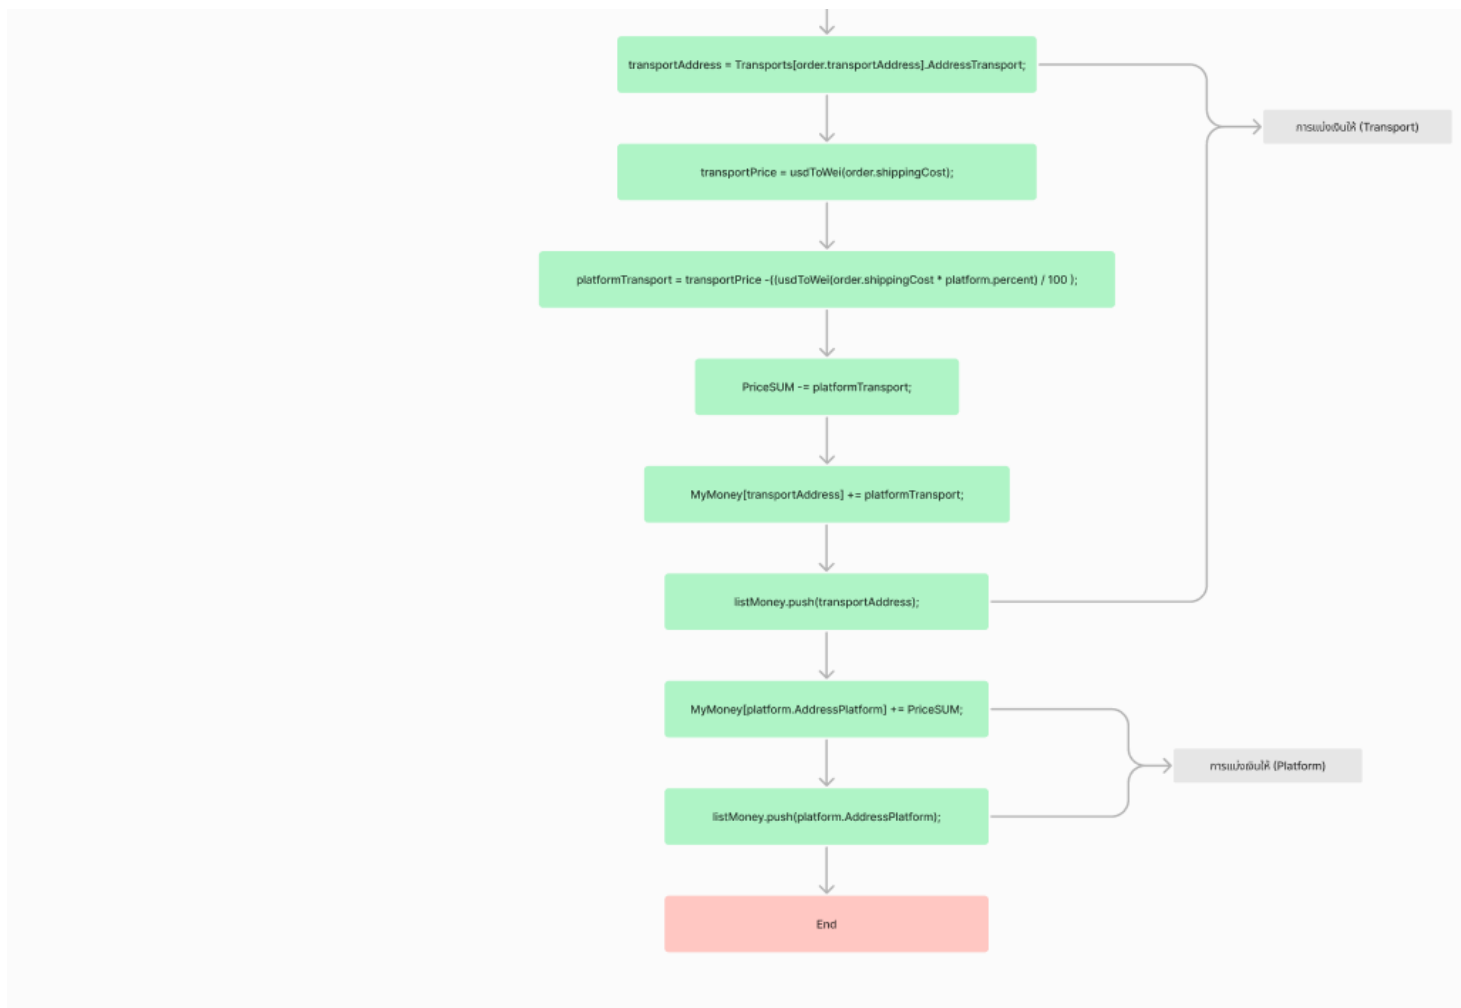 transportAddress = Transports[order.transportAddress].AddressTransport;
การแบ่งเงินให้ (Transport)
transportPrice = usdToWei(order.shippingCost);
platformTransport = transportPrice -((usdToWei(order.shippingCost * platform.percent) / 100 );
PriceSUM -= platformTransport;
MyMoney[transportAddress] += platformTransport;
listMoney.push(transportAddress);
MyMoney[platform.AddressPlatform] += PriceSUM;
การแบ่งเงินให้ (Platform)
listMoney.push(platform.AddressPlatform);
End